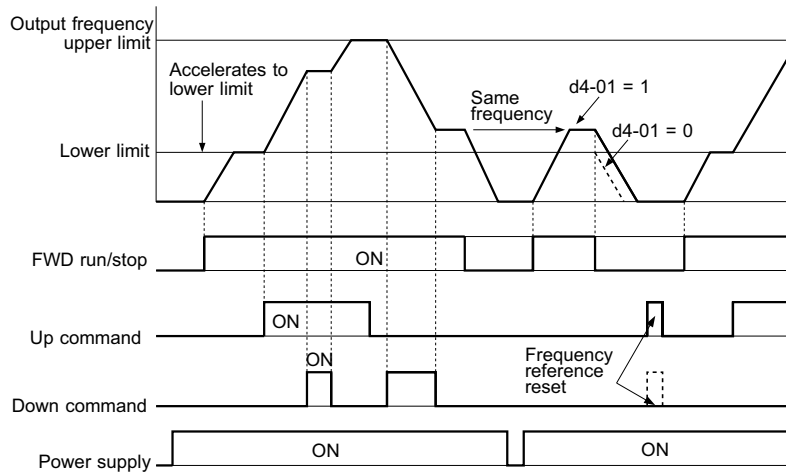 Output frequency
upper limit
Accelerates to
lower limit
Same
frequency
d4-01 = 1
d4-01 = 0
Lower limit
FWD run/stop
ON
Up command
ON
ON
Frequency
reference
reset
Down command
Power supply
ON
ON